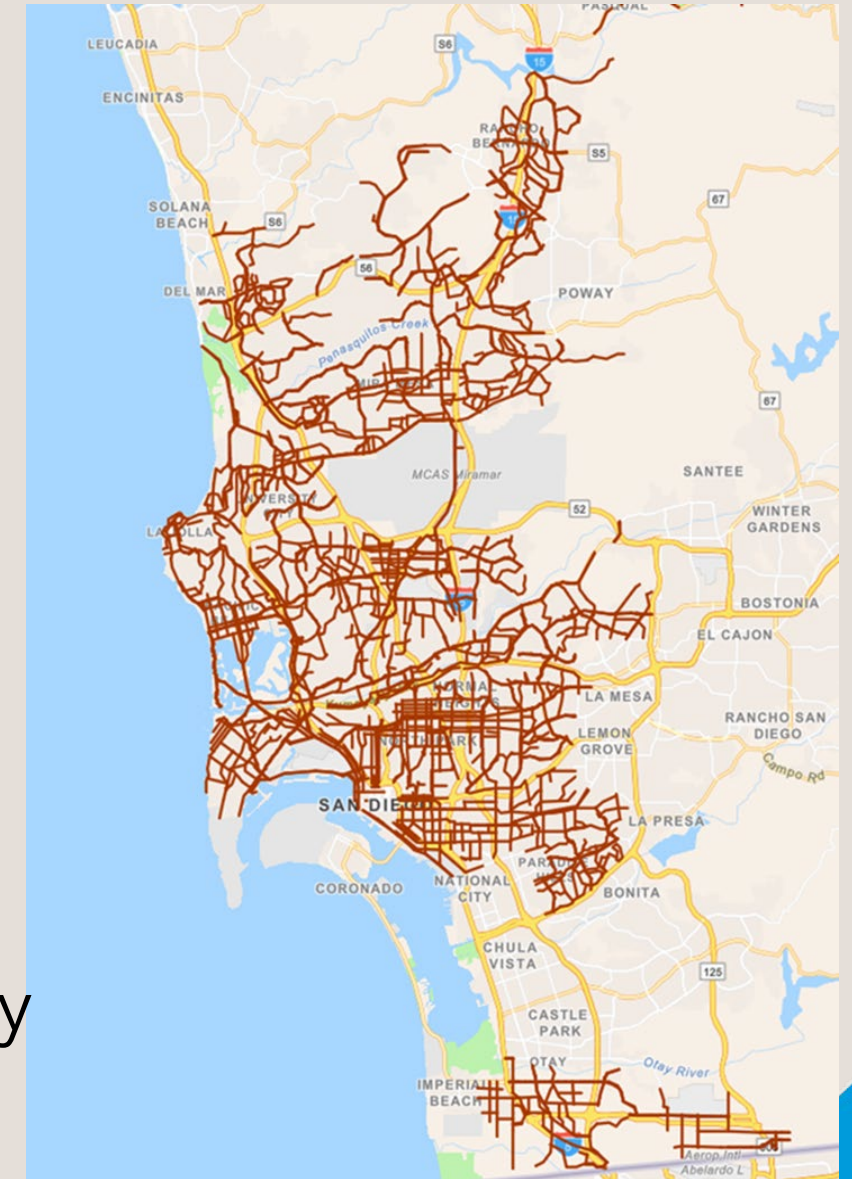 PASQUAL
LEUCADIA
S6
15
ENCINITAS
S5
67
SOLANA
BEACH
S6
56
DEL MAR
POWAY
Penasquitos Creek
67
MCAS Miramar
SANTEE
52
WINTER
GARDENS
BOSTONIA
EL CAJON
LA MESA
RANCHO SAN
DIEGO
LEMON
GROVE
Campo Rd
SAN DIEGO
LA PRESA
CORONADO
NATIONAL
CITY
BONITA
CHULA
VISTA
125
y
CASTLE
PARK
OTAY
Otay River
IMPERIAL
BEACH
Aerop. Intl
Abelardo L